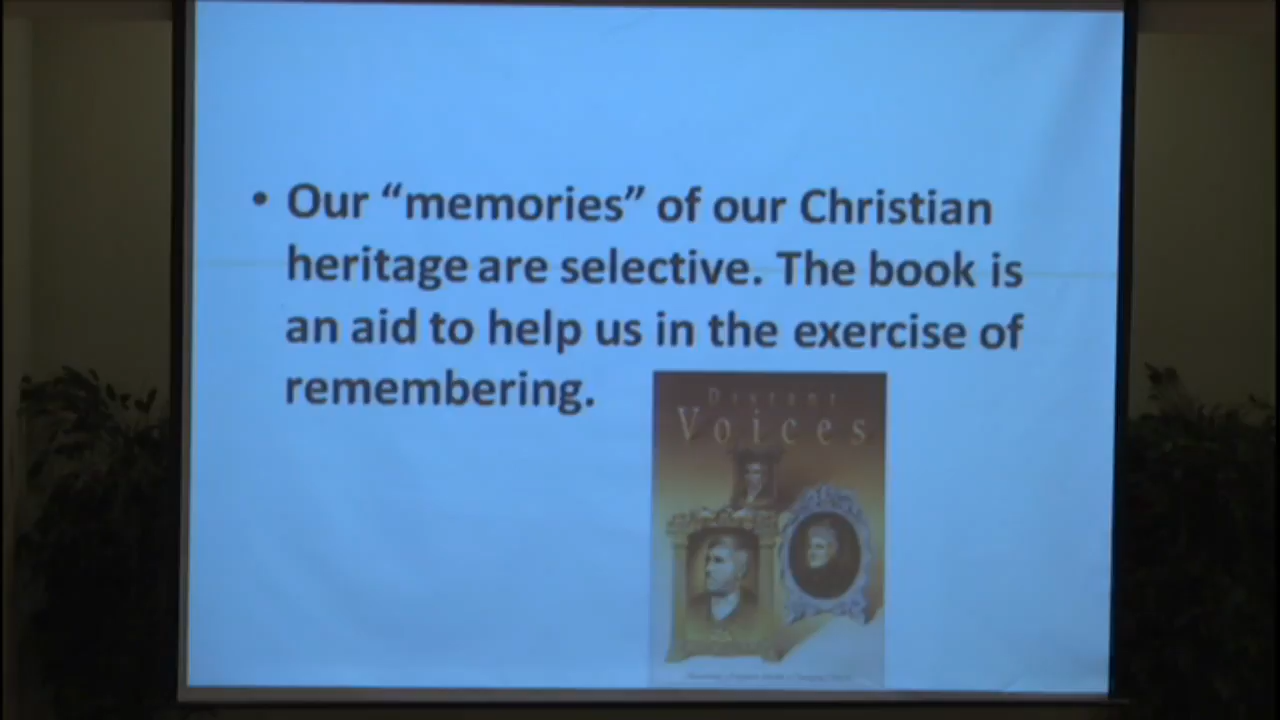 • Our “memories” of our Christian
heritage are selective. The book is
an aid to help us in the exercise of
remembering.
Distant
Voices